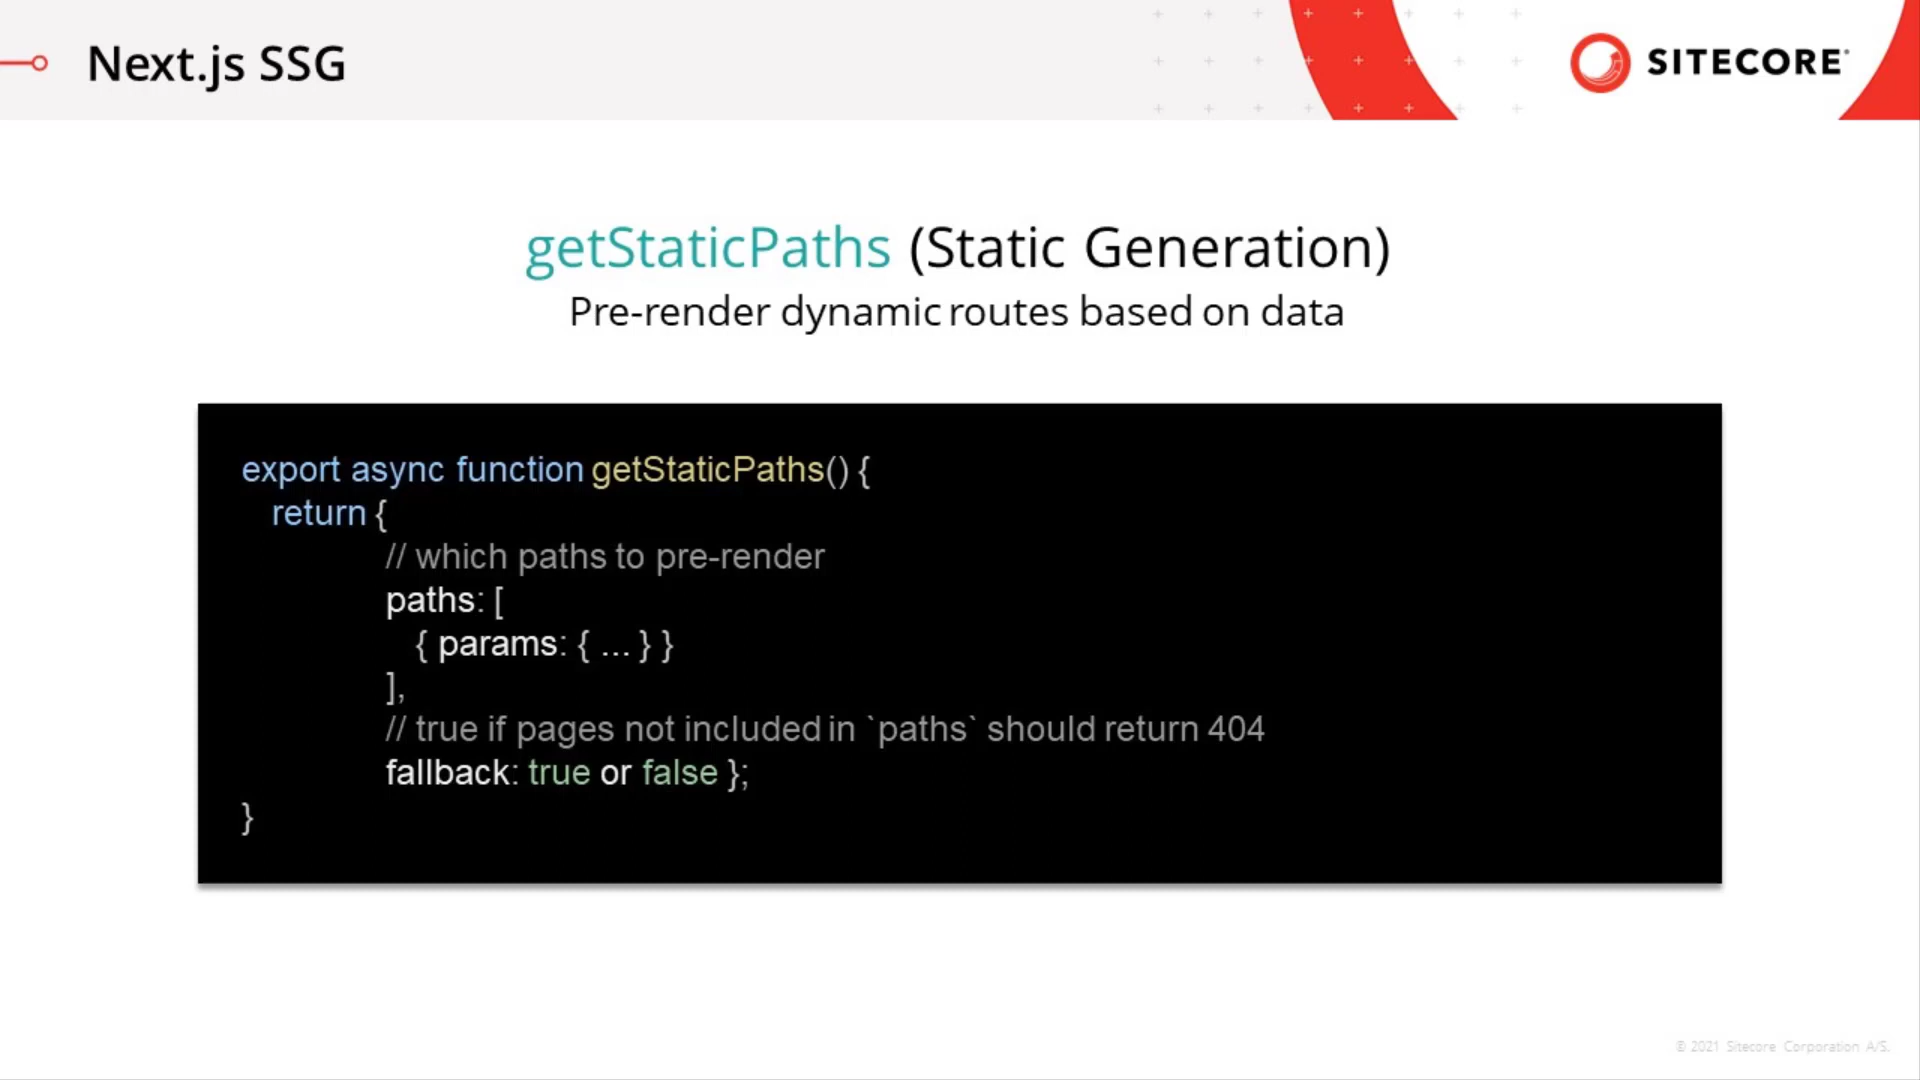 Next.js SSG
SITECORE
getStaticPaths (Static Generation)
Pre-render dynamic routes based on data
export async function getStaticPaths() {
return {
// which paths to pre-render
paths: [
{ params: { ... } }
],
// true if pages not included in `paths` should return 404
fallback: true or false };
}
© 2021 Sitecore Corporation A/S.